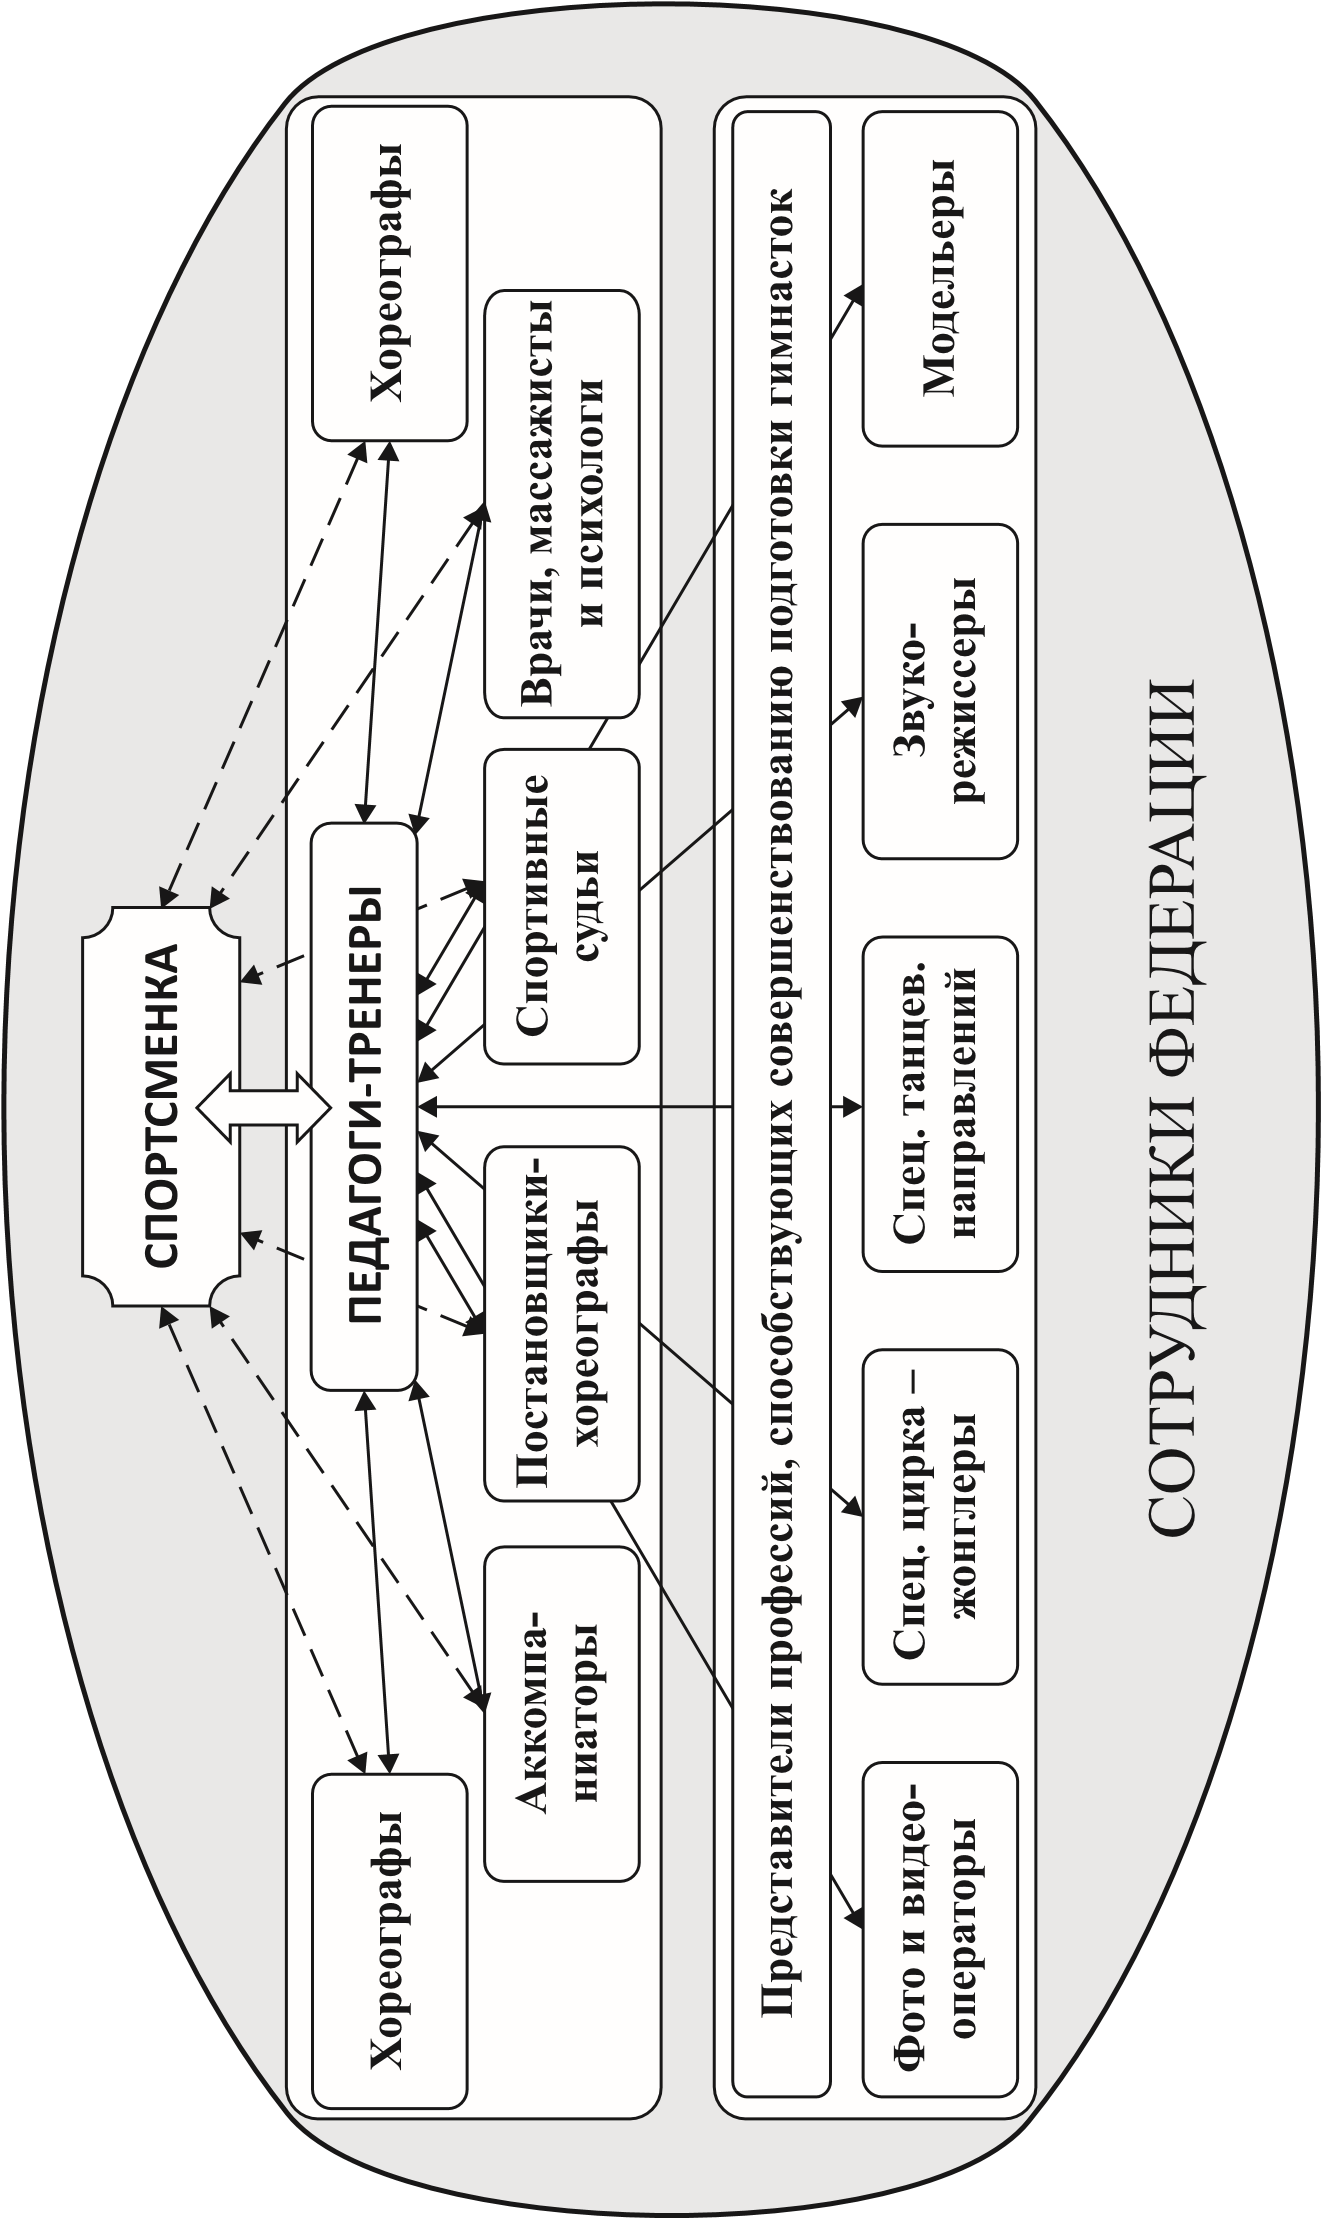 СПОРТСМЕНКА
ПЕДАГОГИ-ТРЕНЕРЫ
Хореографы
Хореографы
Аккомпа-
ниаторы
Постановщики-
хореографы
Спортивные
судьи
Врачи, массажисты
и психологи
Представители профессий, способствующих совершенствованию подготовки гимнасток
Фото и видео-
операторы
Спец. цирка –
жонглеры
Спец. танцев.
направлений
Звуко-
режиссеры
Модельеры
СОТРУДНИКИ ФЕДЕРАЦИИ